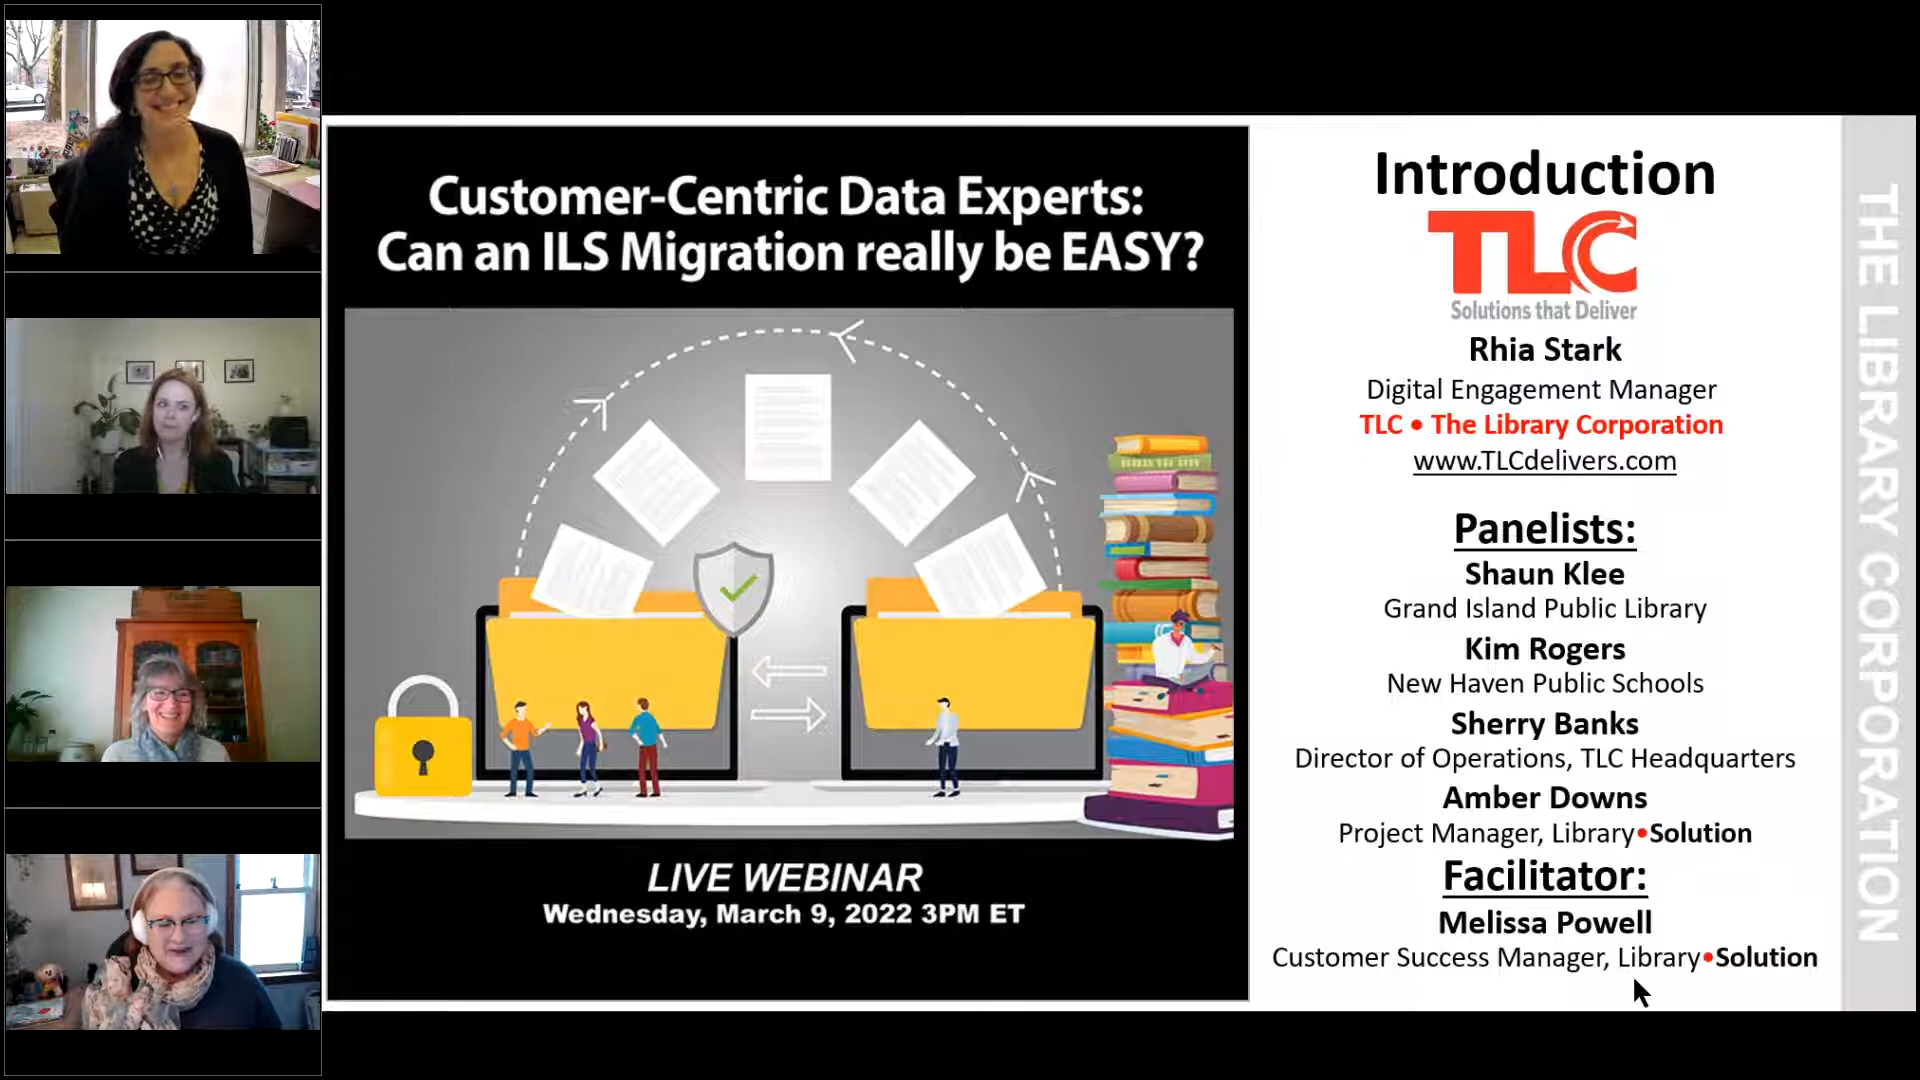 Customer-Centric Data Experts:
Can an ILS Migration really be EASY?
LIVE WEBINAR
Wednesday, March 9, 2022 3PM ET
Introduction
TLC
Solutions that Deliver
Rhia Stark
Digital Engagement Manager
TLC • The Library Corporation
www.TLCdelivers.com
Panelists:
Shaun Klee
Grand Island Public Library
Kim Rogers
New Haven Public Schools
Sherry Banks
Director of Operations, TLC Headquarters
Amber Downs
Project Manager, Library•Solution
Facilitator:
Melissa Powell
Customer Success Manager, Library•Solution
THE LIBRARY CORPORATION